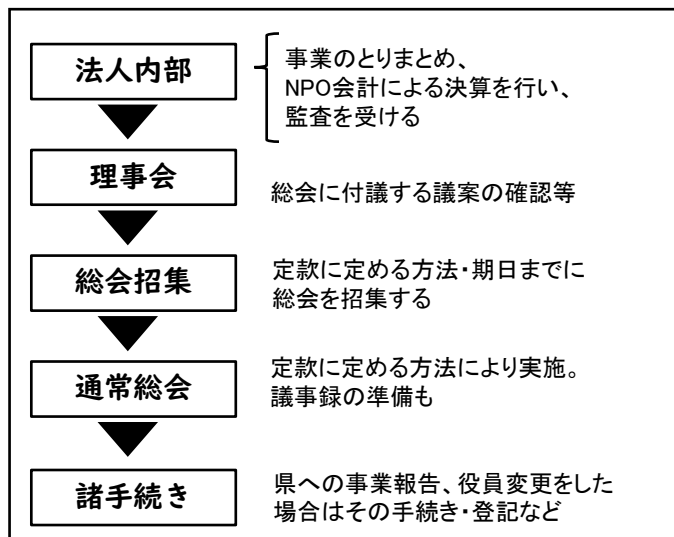 法人内部
事業のとりまとめ、
NPO会計による決算を行い、
監査を受ける
理事会
総会に付議する議案の確認等
総会招集
定款に定める方法・期日までに
総会を招集する
通常総会
定款に定める方法により実施。
議事録の準備も
諸手続き
県への事業報告、役員変更をした
場合はその手続き・登記など